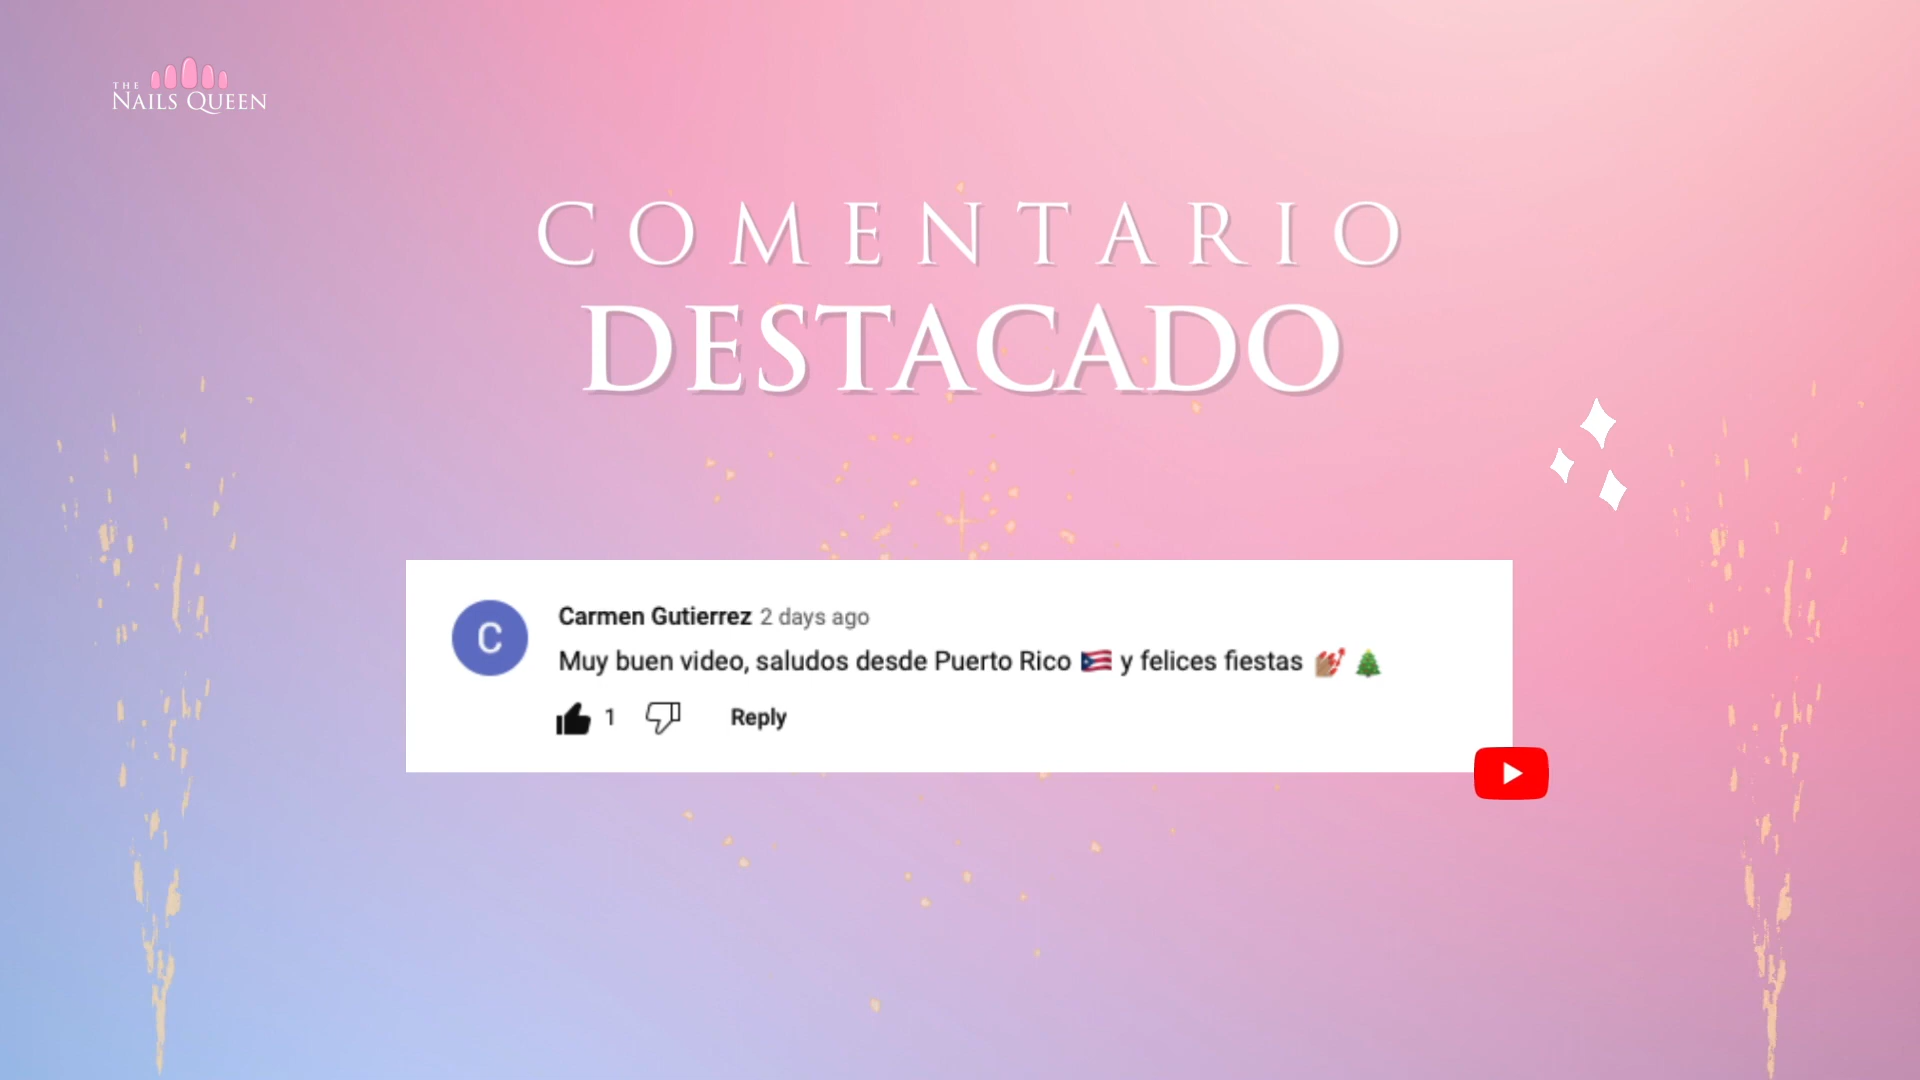 THE
NAILS QUEEN
COMENTARIO
DESTACADO
C
Carmen Gutierrez 2 days ago
Muy buen video, saludos desde Puerto Rico 🇵🇷 y felices fiestas 💅🏽 🎄
1 Reply